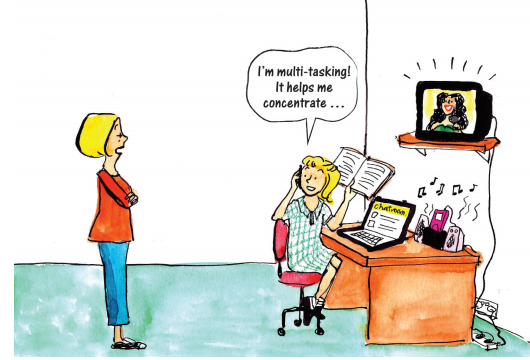 I'm multi-tasking!
It helps me
concentrate ...
chatroom